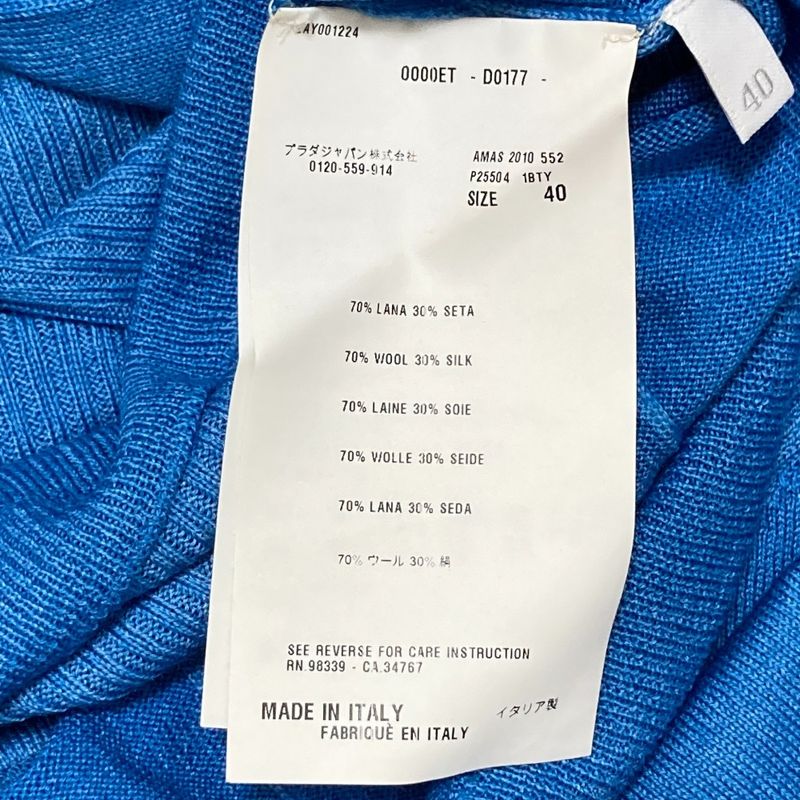 AY001224
0000ET - D0177 -
プラダジャパン株式会社
0120-559-914
AMAS 2010 552
P25504 1BTY
SIZE 40
40
70% LANA 30% SETA
70% WOOL 30% SILK
70% LAINE 30% SOIE
70% WOLLE 30% SEIDE
70% LANA 30% SEDA
70% ウール 30% 絹
SEE REVERSE FOR CARE INSTRUCTION
RN.98339 - CA.34767
MADE IN ITALY
イタリア製
FABRIQUÈ EN ITALY